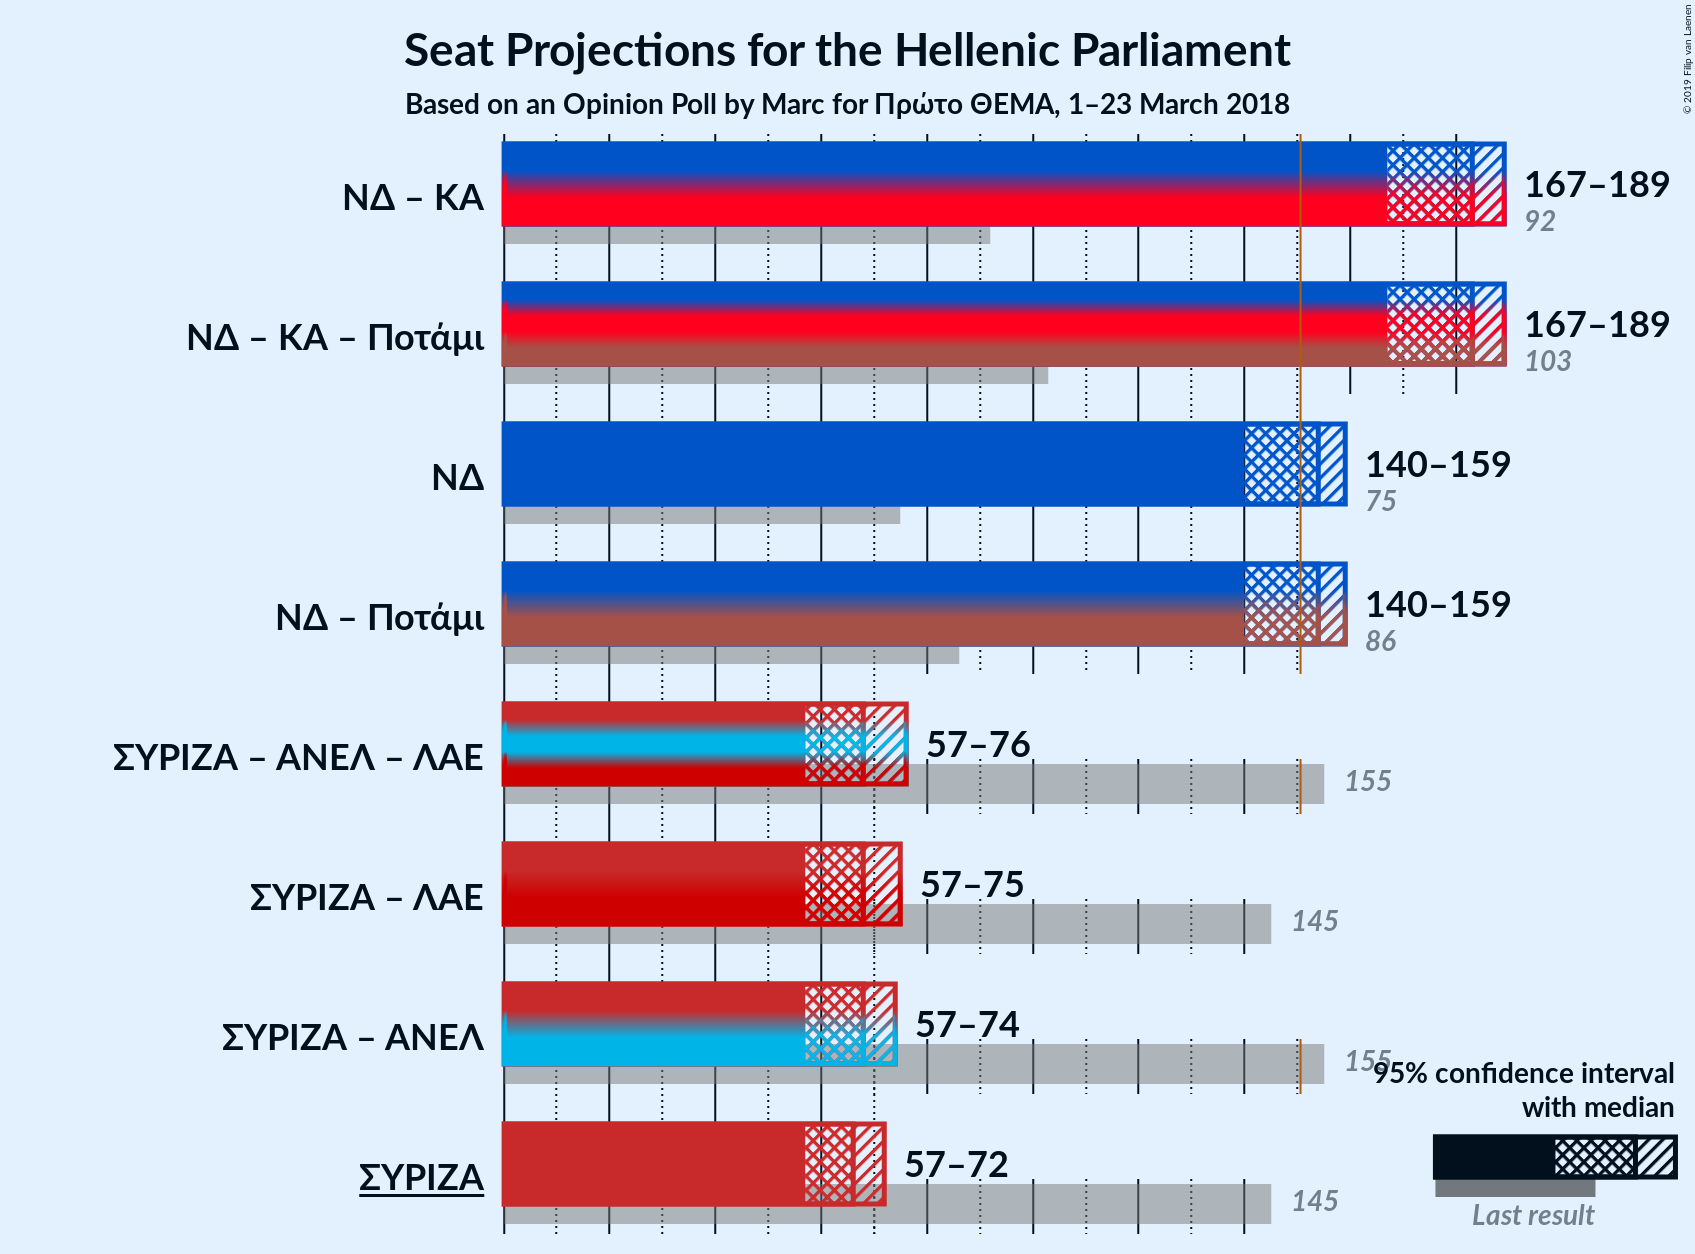 Seat Projections for the Hellenic Parliament
Based on an Opinion Poll by Marc for Πρώτο ΘΕΜΑ, 1–23 March 2018
© 2019 Filip van Laenen
ΝΔ – ΚΑ
167–189
92
ΝΔ – ΚΑ – Ποτάμι
167–189
103
ΝΔ
140–159
75
ΝΔ – Ποτάμι
140–159
86
ΣΥΡΙΖΑ – ΑΝΕΛ – ΛΑΕ
57–76
155
ΣΥΡΙΖΑ – ΛΑΕ
57–75
145
ΣΥΡΙΖΑ – ΑΝΕΛ
57–74
155
ΣΥΡΙΖΑ
57–72
145
95% confidence interval
with median
Last result